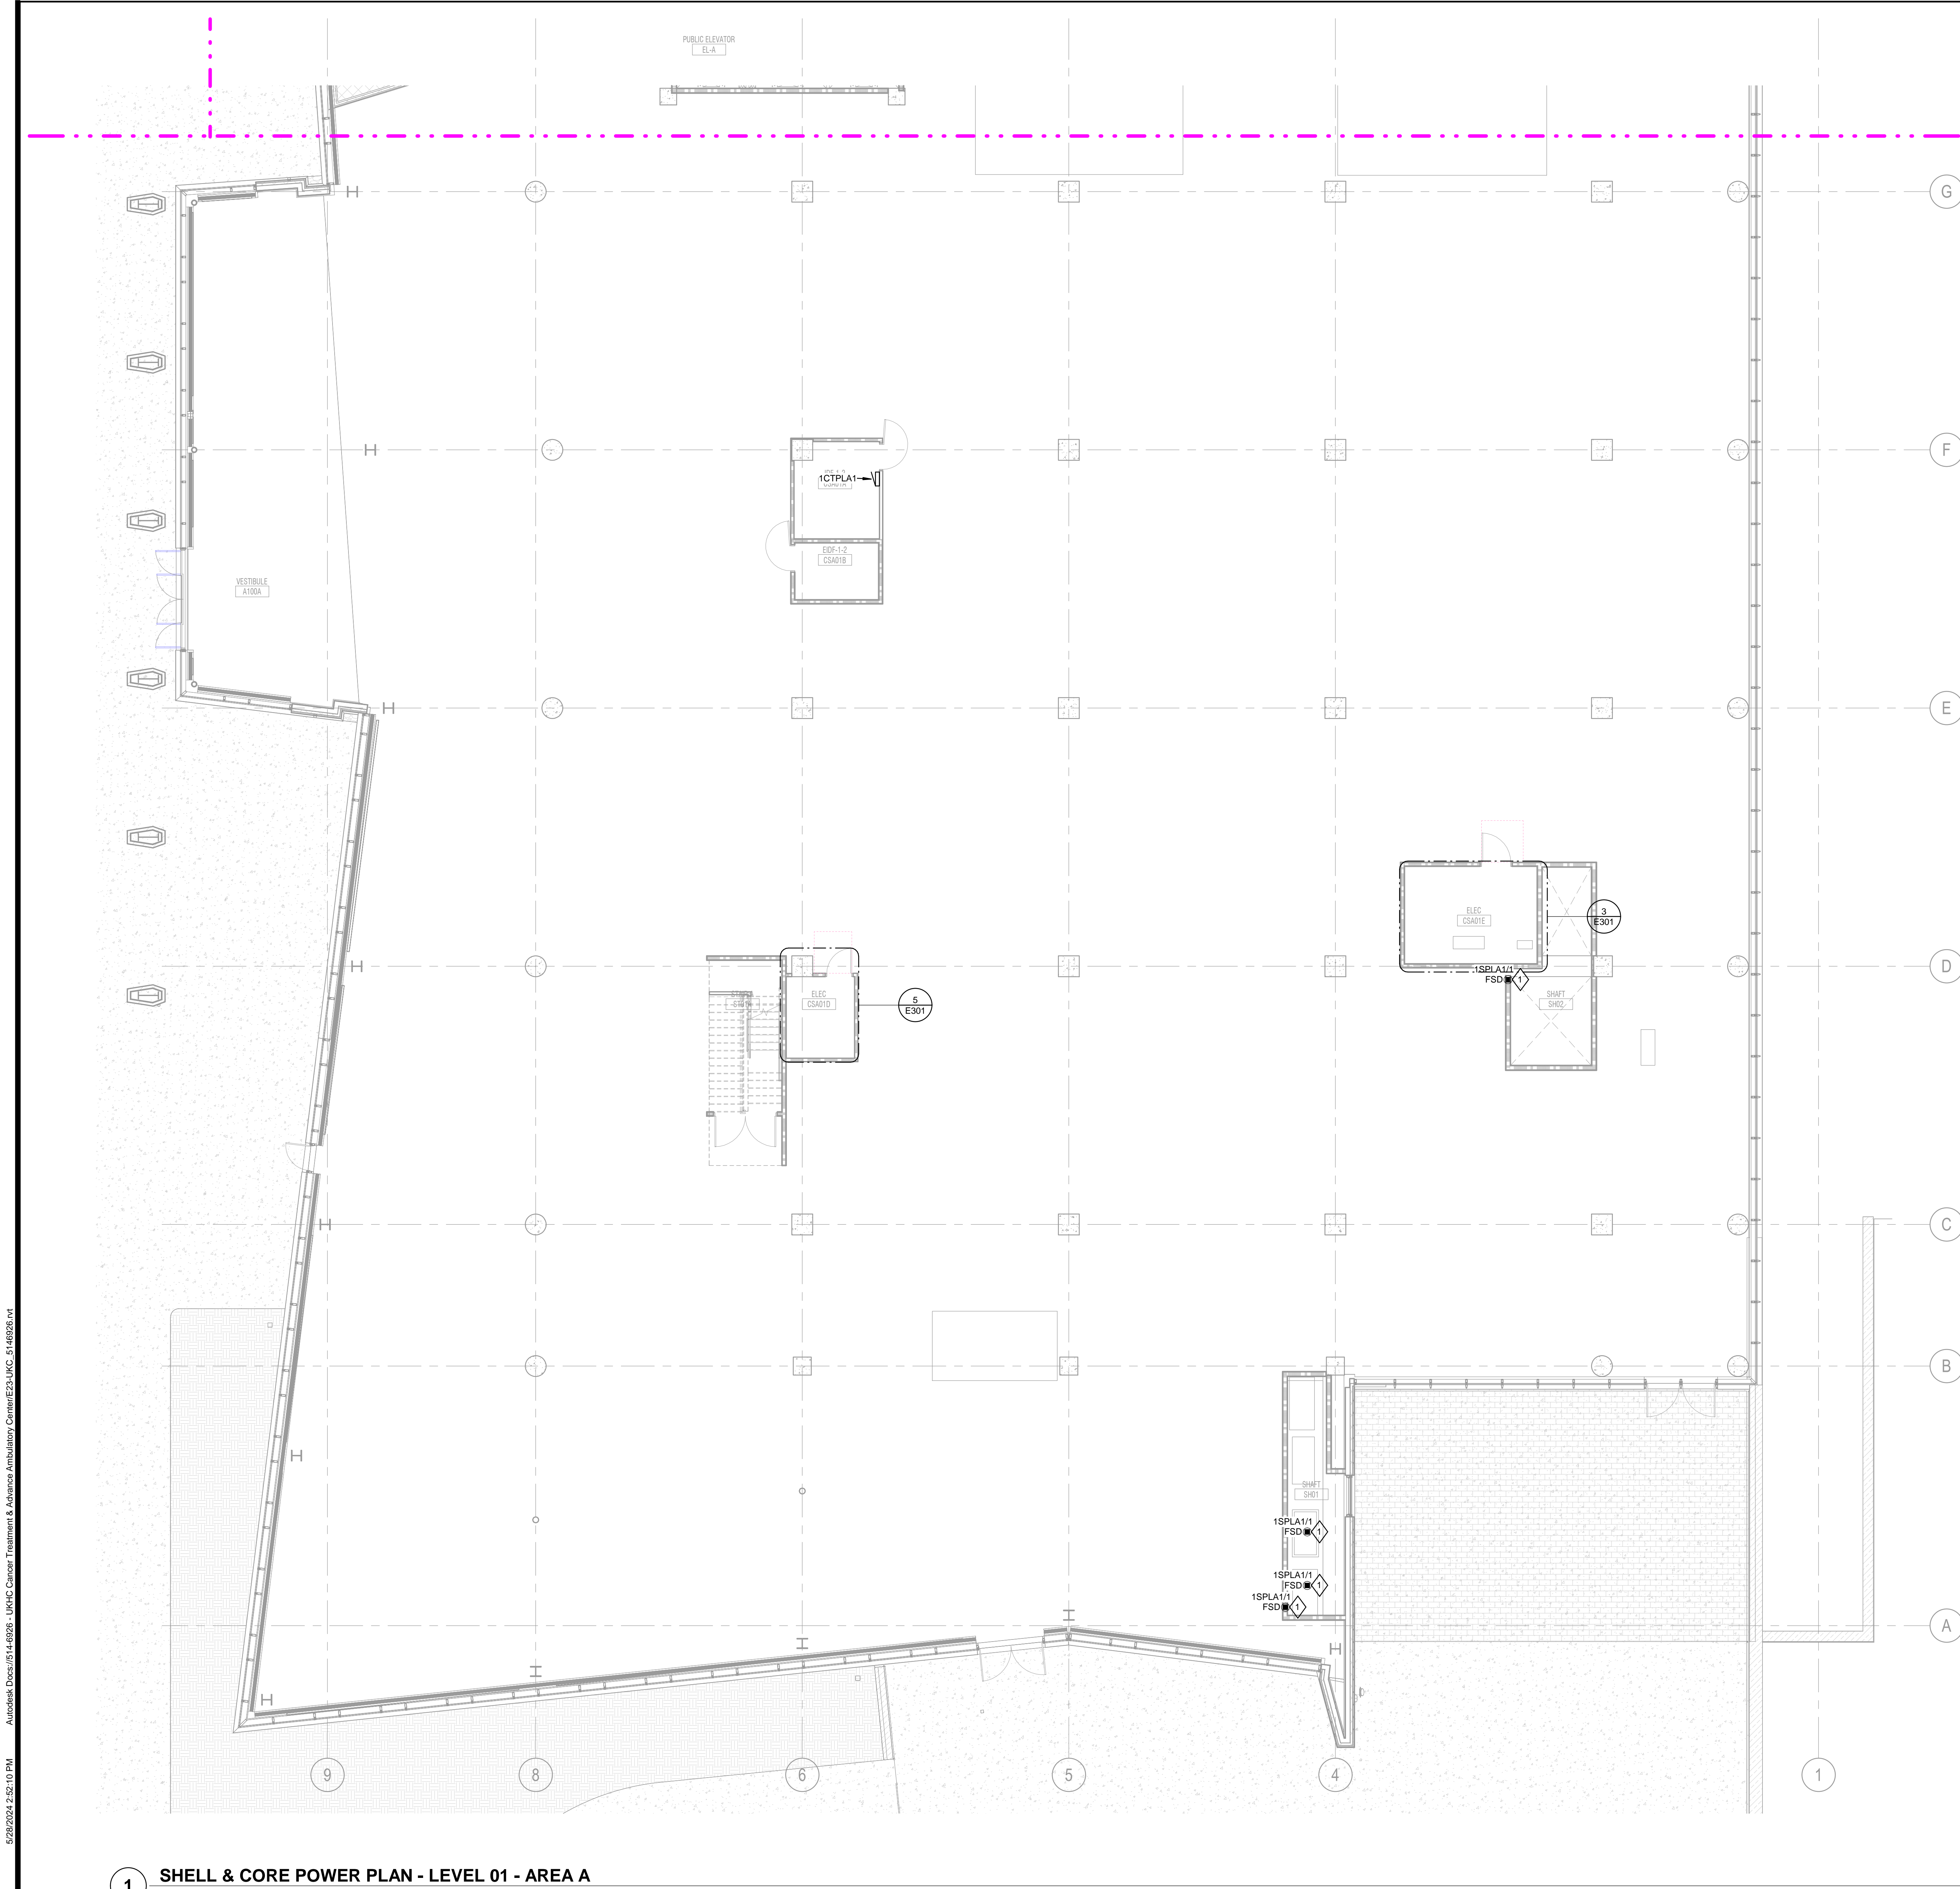 PUBLIC ELEVATOR
EL-A
G
F
1CTPLA1
EIDF-1-2
CSA01B
VESTIBULE
A100A
E
ELEC
CSA01E
3
E301
D
1SPLA1/1
FSD
1
ELEC
CSA01D
5
E301
SHAFT
SH02
C
B
SHAFT
SH01
1SPLA1/1
FSD
1
1SPLA1/1
FSD
1
1SPLA1/1
FSD
1
A
9
8
6
5
4
1
1
SHELL & CORE POWER PLAN - LEVEL 01 - AREA A
5/28/2024 2:52:10 PM
Autodesk Docs://514-6926 - UKHC Cancer Treatment & Advance Ambulatory Center/E23-UKC_5146926.rvt